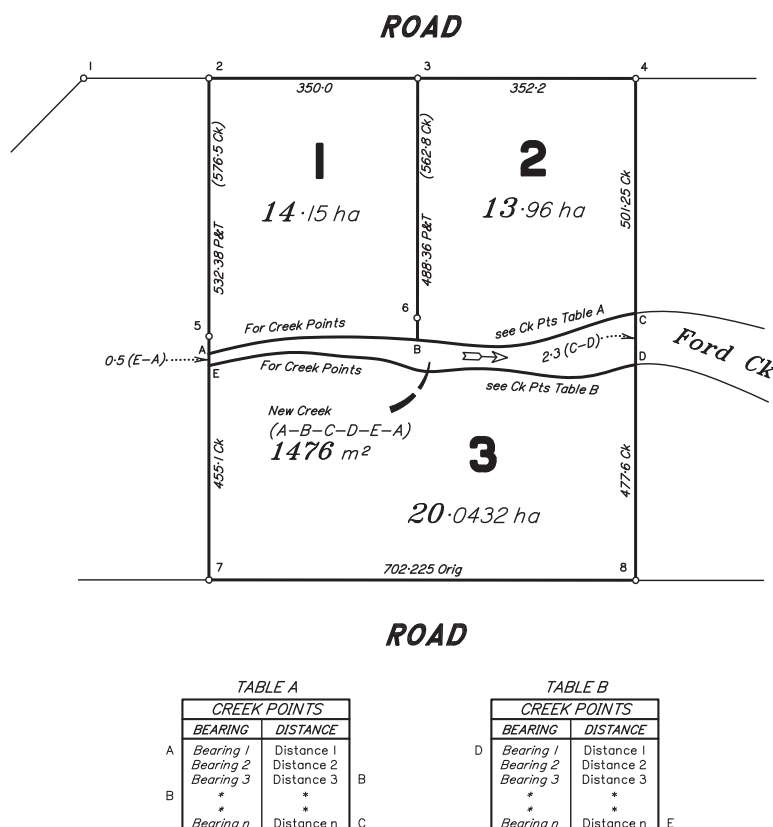 ROAD
1
2
3
4
350·0
352·2
(576·5 Ck)
532·38 P&T
(562·8 Ck)
488·36 P&T
501·25 Ck
1
14·15 ha
2
13·96 ha
5
6
For Creek Points
see Ck Pts Table A
A
B
C
0·5 (E–A)
2·3 (C–D)
Ford Ck
E
D
For Creek Points
see Ck Pts Table B
New Creek
(A–B–C–D–E–A)
1476 m²
3
20·0432 ha
455·1 Ck
477·6 Ck
7
702·225 Orig
8
ROAD
TABLE A
CREEK POINTS
BEARING DISTANCE
A Bearing 1 Distance 1
Bearing 2 Distance 2
Bearing 3 Distance 3 B
B * *
* *
Bearing n Distance n C
TABLE B
CREEK POINTS
BEARING DISTANCE
D Bearing 1 Distance 1
Bearing 2 Distance 2
Bearing 3 Distance 3
* *
* *
Bearing n Distance n E